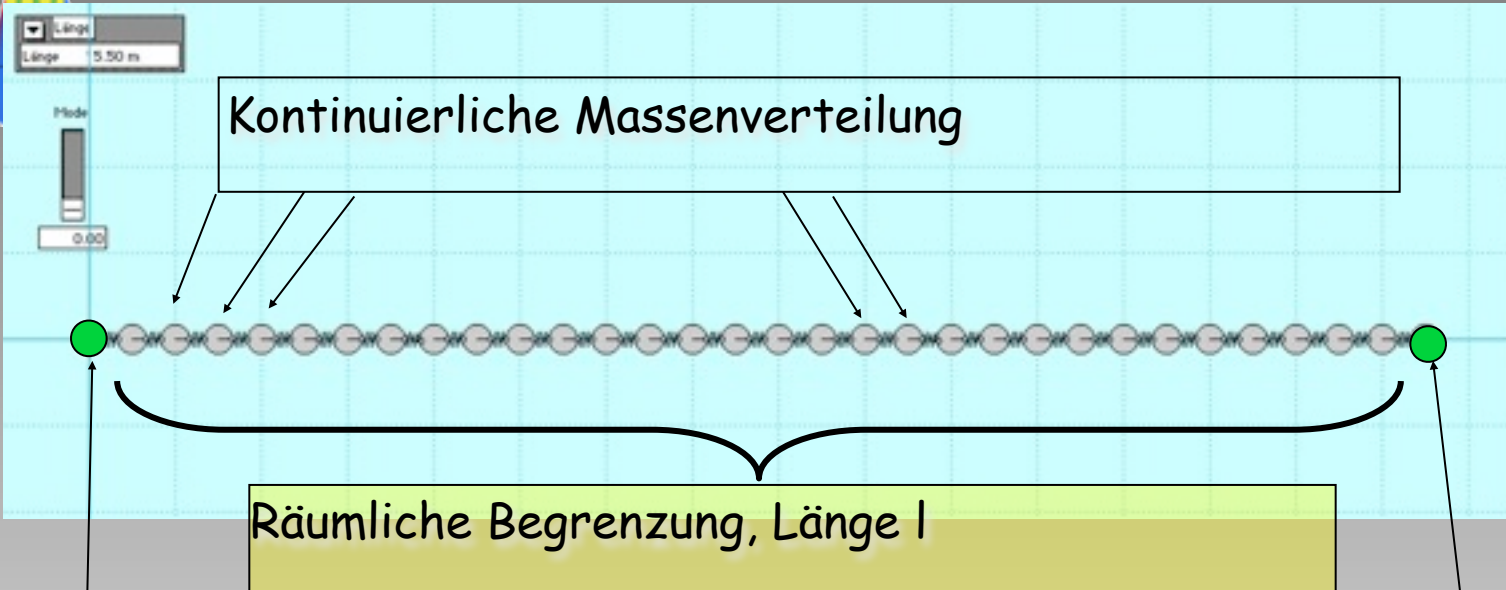 Länge
Länge 5.50 m
Kontinuierliche Massenverteilung
Mode
0.00
Räumliche Begrenzung, Länge l